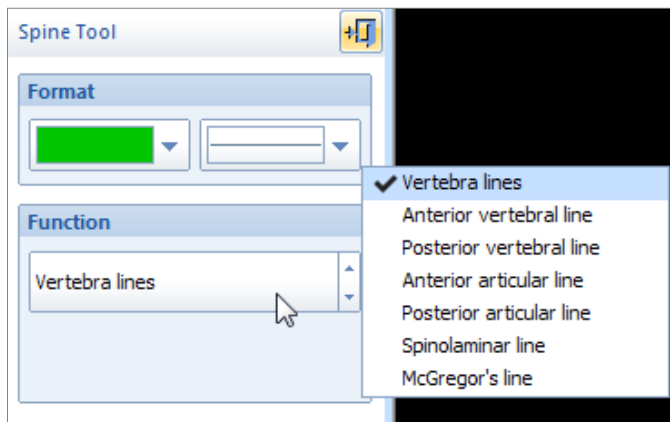 Spine Tool
Format
Function
Vertebra lines
Vertebra lines
Anterior vertebral line
Posterior vertebral line
Anterior articular line
Posterior articular line
Spinolaminar line
McGregor's line